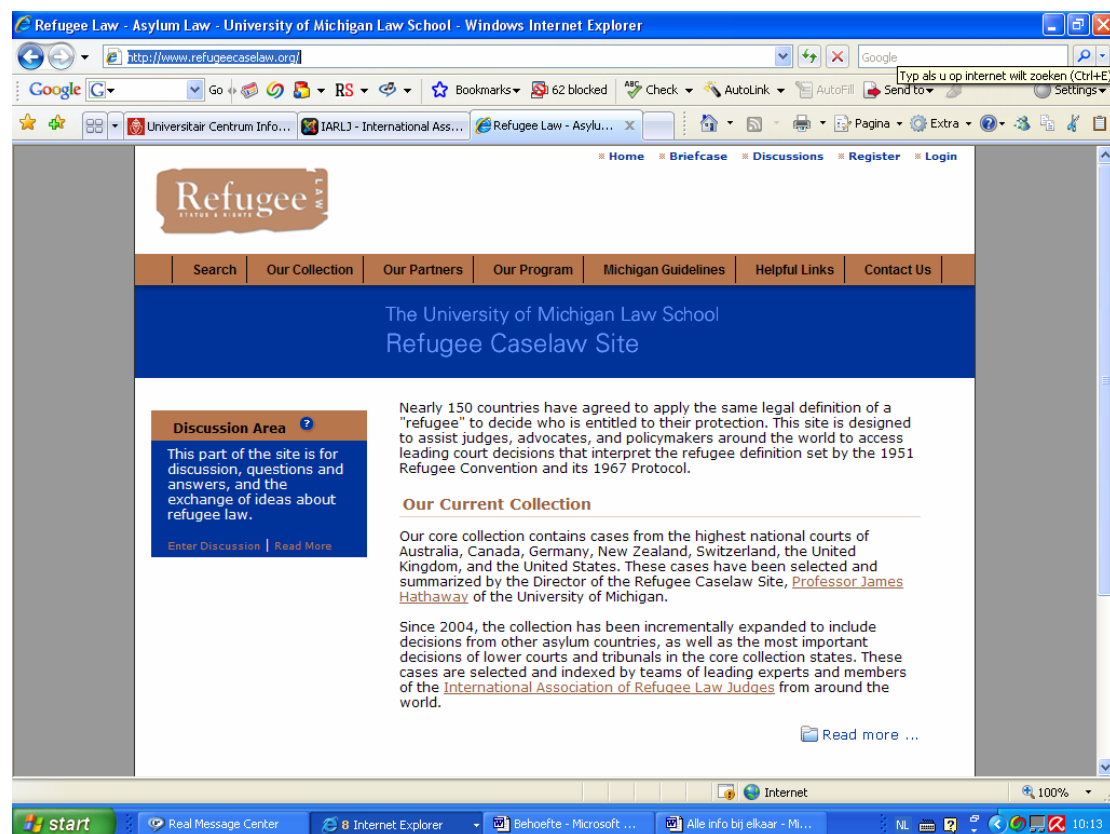 Refugee Law - Asylum Law - University of Michigan Law School - Windows Internet Explorer
http://www.refugeecaselaw.org/
Google
Typ als u op internet wilt zoeken (Ctrl+E)
Google G Go RS Bookmarks 62 blocked ABC Check AutoLink AutoFill Send to Settings
Universitair Centrum Info... IARLJ - International Ass... Refugee Law - Asylu... X Pagina Extra
Home Briefcase Discussions Register Login
Refugee LAW
STATUS & RIGHTS
Search Our Collection Our Partners Our Program Michigan Guidelines Helpful Links Contact Us
The University of Michigan Law School
Refugee Caselaw Site
Discussion Area ?
This part of the site is for
discussion, questions and
answers, and the
exchange of ideas about
refugee law.
Enter Discussion | Read More
Nearly 150 countries have agreed to apply the same legal definition of a
"refugee" to decide who is entitled to their protection. This site is designed
to assist judges, advocates, and policymakers around the world to access
leading court decisions that interpret the refugee definition set by the 1951
Refugee Convention and its 1967 Protocol.
Our Current Collection
Our core collection contains cases from the highest national courts of
Australia, Canada, Germany, New Zealand, Switzerland, the United
Kingdom, and the United States. These cases have been selected and
summarized by the Director of the Refugee Caselaw Site, Professor James
Hathaway of the University of Michigan.
Since 2004, the collection has been incrementally expanded to include
decisions from other asylum countries, as well as the most important
decisions of lower courts and tribunals in the core collection states. These
cases are selected and indexed by teams of leading experts and members
of the International Association of Refugee Law Judges from around the
world.
Read more ...
Internet 100%
start Real Message Center 8 Internet Explorer Behoefte - Microsoft ... Alle info bij elkaar - Mi... NL 10:13